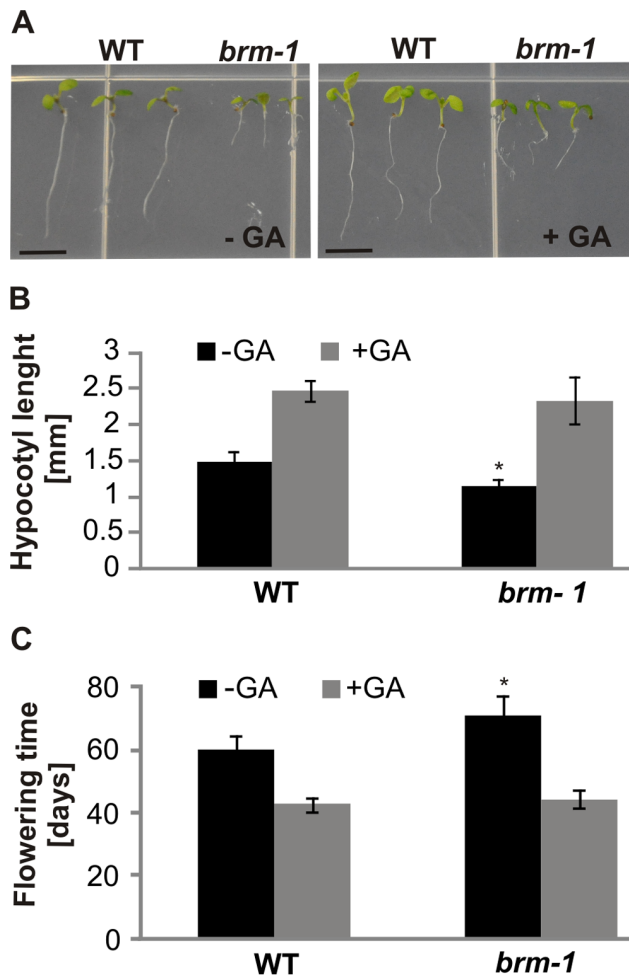 A
WT brm-1 WT brm-1
- GA + GA
B
-GA +GA
Hypocotyl lenght
[mm]
3
2.5
2
1.5
1
0.5
0
*
WT brm- 1
C
-GA +GA
Flowering time
[days]
80
60
40
20
0
*
WT brm-1